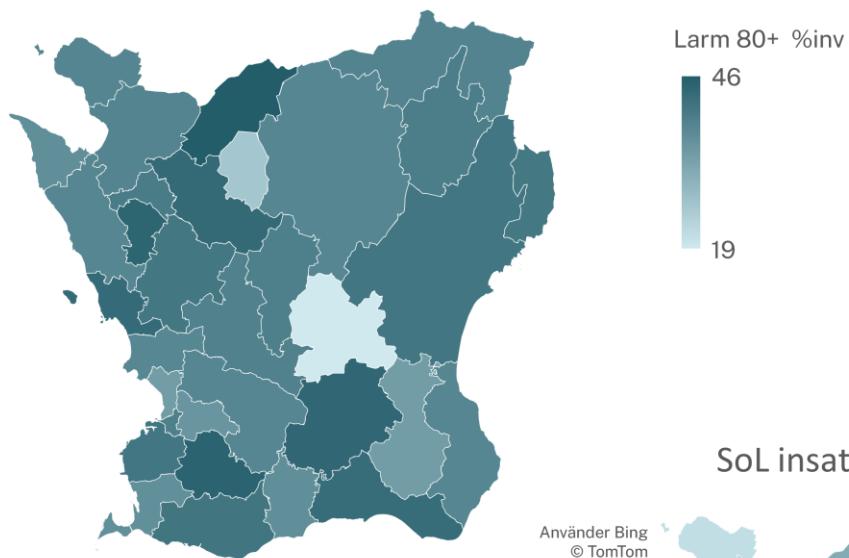 Larm 80+ %inv
46
19
SoL insat
Använder Bing
© TomTom